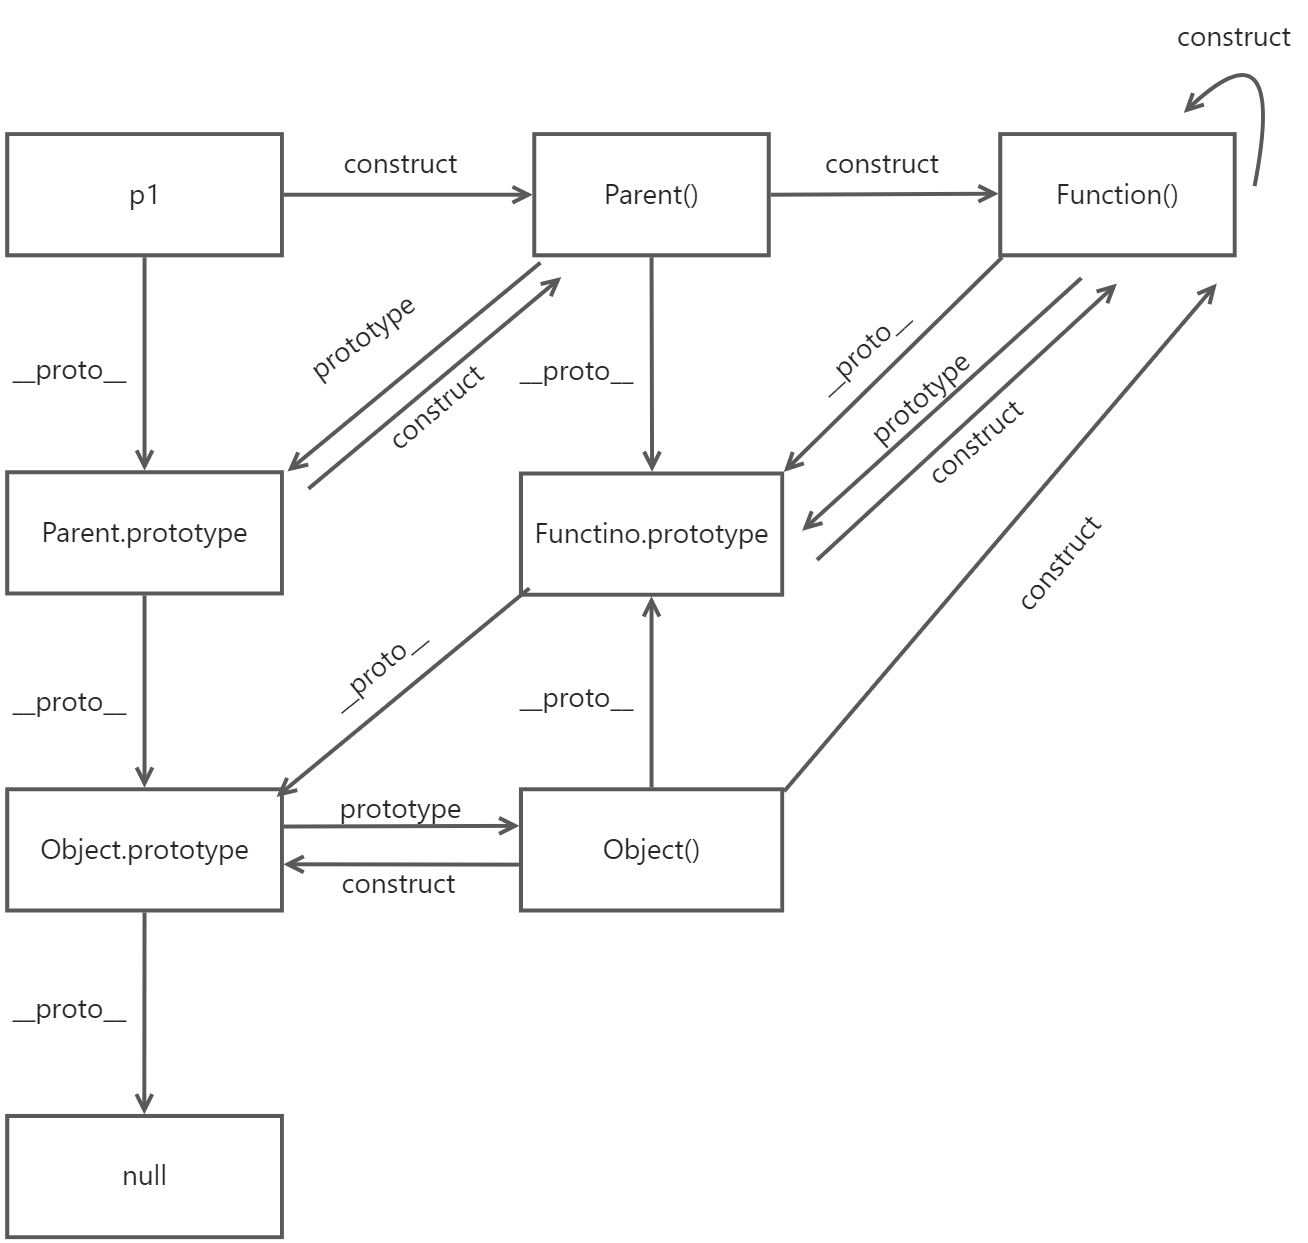 construct
p1
construct
Parent()
construct
Function()
__proto__
prototype
construct
__proto__
__proto__
prototype
construct
Parent.prototype
Functino.prototype
construct
__proto__
__proto__
__proto__
Object.prototype
prototype
construct
Object()
__proto__
null